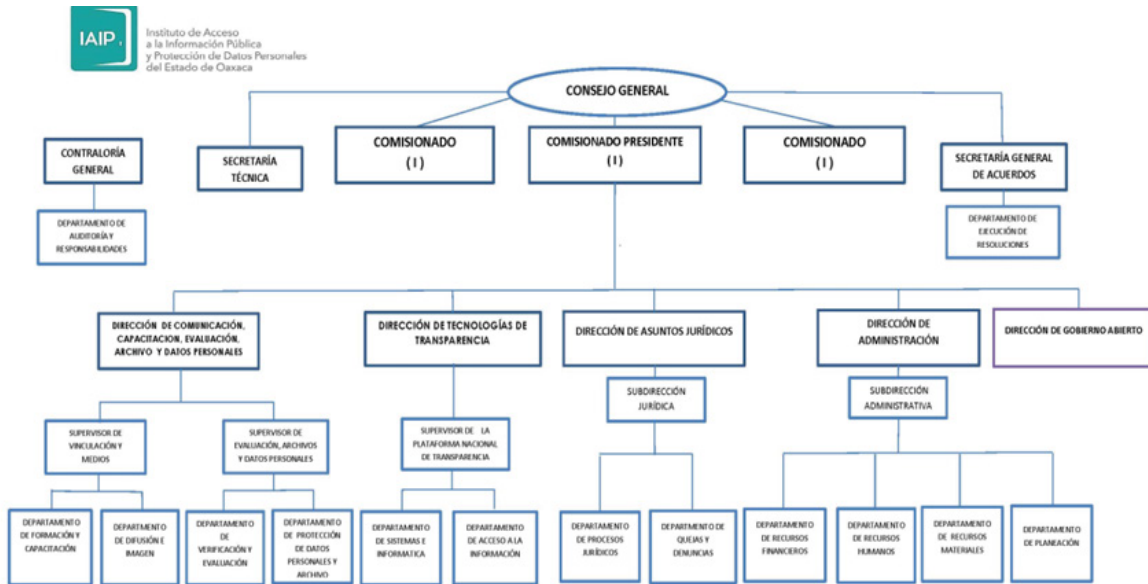 IAIP
Instituto de Acceso
a la Información Pública
y Protección de Datos Personales
del Estado de Oaxaca
CONSEJO GENERAL
CONTRALORÍA
GENERAL
SECRETARÍA
TÉCNICA
COMISIONADO
( I )
COMISIONADO PRESIDENTE
( I )
COMISIONADO
( I )
SECRETARÍA GENERAL
DE ACUERDOS
DEPARTAMENTO DE
AUDITORÍA Y
RESPONSABILIDADES
DEPARTAMENTO DE
EJECUCIÓN DE
RESOLUCIONES
DIRECCIÓN DE COMUNICACIÓN,
CAPACITACION, EVALUACIÓN,
ARCHIVO Y DATOS PERSONALES
DIRECCIÓN DE TECNOLOGÍAS DE
TRANSPARENCIA
DIRECCIÓN DE ASUNTOS JURÍDICOS
DIRECCIÓN DE
ADMINISTRACIÓN
DIRECCIÓN DE GOBIERNO ABIERTO
SUBDIRECCIÓN
JURÍDICA
SUBDIRECCIÓN
ADMINISTRATIVA
SUPERVISOR DE
VINCULACIÓN Y
MEDIOS
SUPERVISOR DE
EVALUACIÓN, ARCHIVOS
Y DATOS PERSONALES
SUPERVISOR DE LA
PLATAFORMA NACIONAL
DE TRANSPARENCIA
DEPARTAMENTO
DE FORMACIÓN Y
CAPACITACIÓN
DEPARTMENTO
DE DIFUSIÓN E
IMAGEN
DEPARTAMENTO
DE
VERIFICACIÓN Y
EVALUACIÓN
DEPARTAMENTO
DE PROTECCIÓN
DE DATOS
PERSONALES Y
ARCHIVO
DEPARTAMENTO
DE SISTEMAS E
INFORMATICA
DEPARTAMENTO
DE ACCESO A LA
INFORMACIÓN
DEPARTAMENTO
DE PROCESOS
JURÍDICOS
DEPARTMENTO DE
QUEJAS Y
DENUNCIAS
DEPARTAMENTO
DE RECURSOS
FINANCIEROS
DEPARTAMENTO
DE RECURSOS
HUMANOS
DEPARTAMENTO
DE RECURSOS
MATERIALES
DEPARTAMENTO
DE PLANEACIÓN